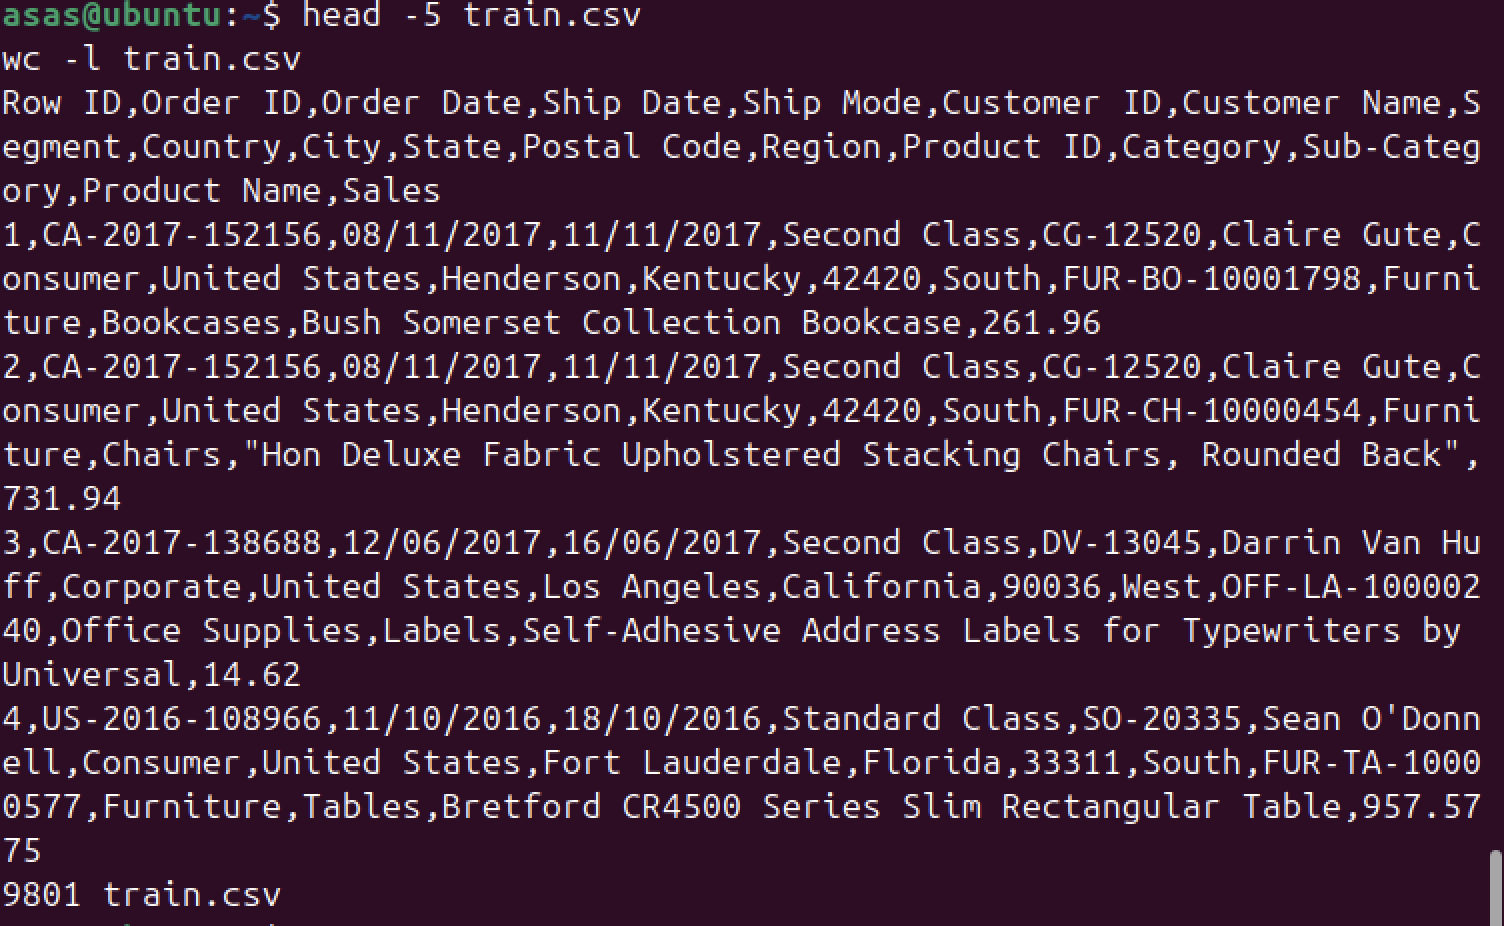 asas@ubuntu:~$ head -5 train.csv
wc -l train.csv
Row ID,Order ID,Order Date,Ship Date,Ship Mode,Customer ID,Customer Name,S
egment,Country,City,State,Postal Code,Region,Product ID,Category,Sub-Categ
ory,Product Name,Sales
1,CA-2017-152156,08/11/2017,11/11/2017,Second Class,CG-12520,Claire Gute,C
onsumer,United States,Henderson,Kentucky,42420,South,FUR-BO-10001798,Furni
ture,Bookcases,Bush Somerset Collection Bookcase,261.96
2,CA-2017-152156,08/11/2017,11/11/2017,Second Class,CG-12520,Claire Gute,C
onsumer,United States,Henderson,Kentucky,42420,South,FUR-CH-10000454,Furni
ture,Chairs,"Hon Deluxe Fabric Upholstered Stacking Chairs, Rounded Back",
731.94
3,CA-2017-138688,12/06/2017,16/06/2017,Second Class,DV-13045,Darrin Van Hu
ff,Corporate,United States,Los Angeles,California,90036,West,OFF-LA-100002
40,Office Supplies,Labels,Self-Adhesive Address Labels for Typewriters by
Universal,14.62
4,US-2016-108966,11/10/2016,18/10/2016,Standard Class,SO-20335,Sean O'Donn
ell,Consumer,United States,Fort Lauderdale,Florida,33311,South,FUR-TA-1000
0577,Furniture,Tables,Bretford CR4500 Series Slim Rectangular Table,957.57
75
9801 train.csv